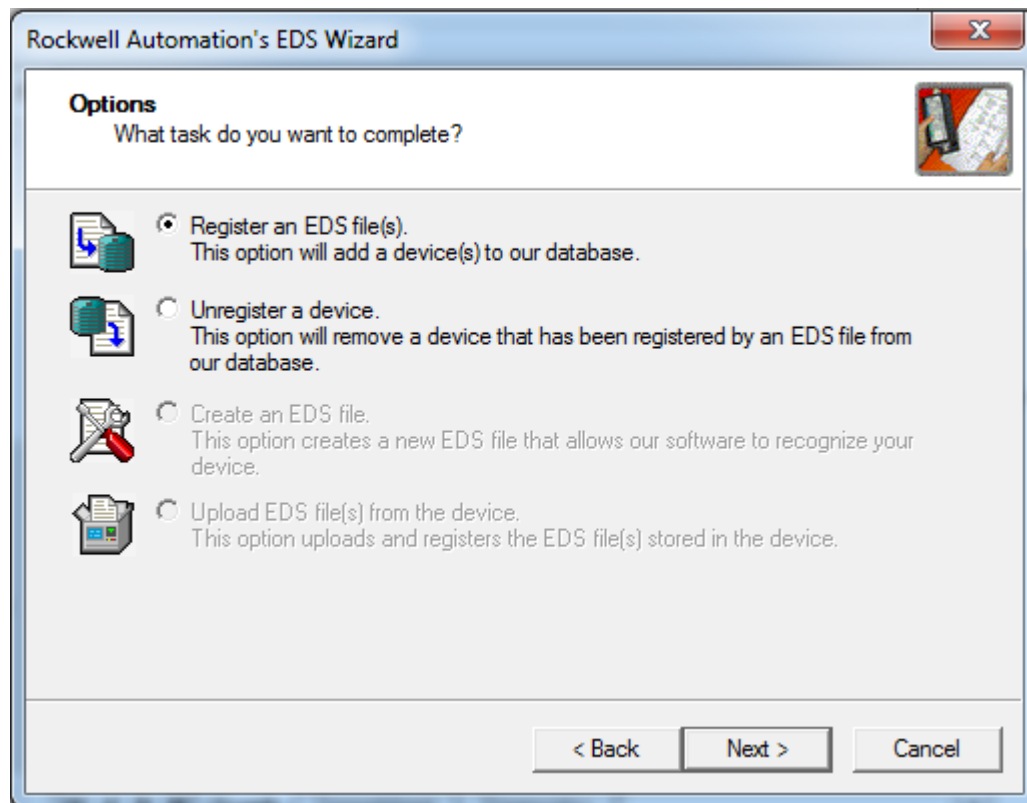 Rockwell Automation's EDS Wizard
Options
What task do you want to complete?
Register an EDS file(s).
This option will add a device(s) to our database.
Unregister a device.
This option will remove a device that has been registered by an EDS file from
our database.
Create an EDS file.
This option creates a new EDS file that allows our software to recognize your
device.
Upload EDS file(s) from the device.
This option uploads and registers the EDS file(s) stored in the device.
< Back
Next >
Cancel